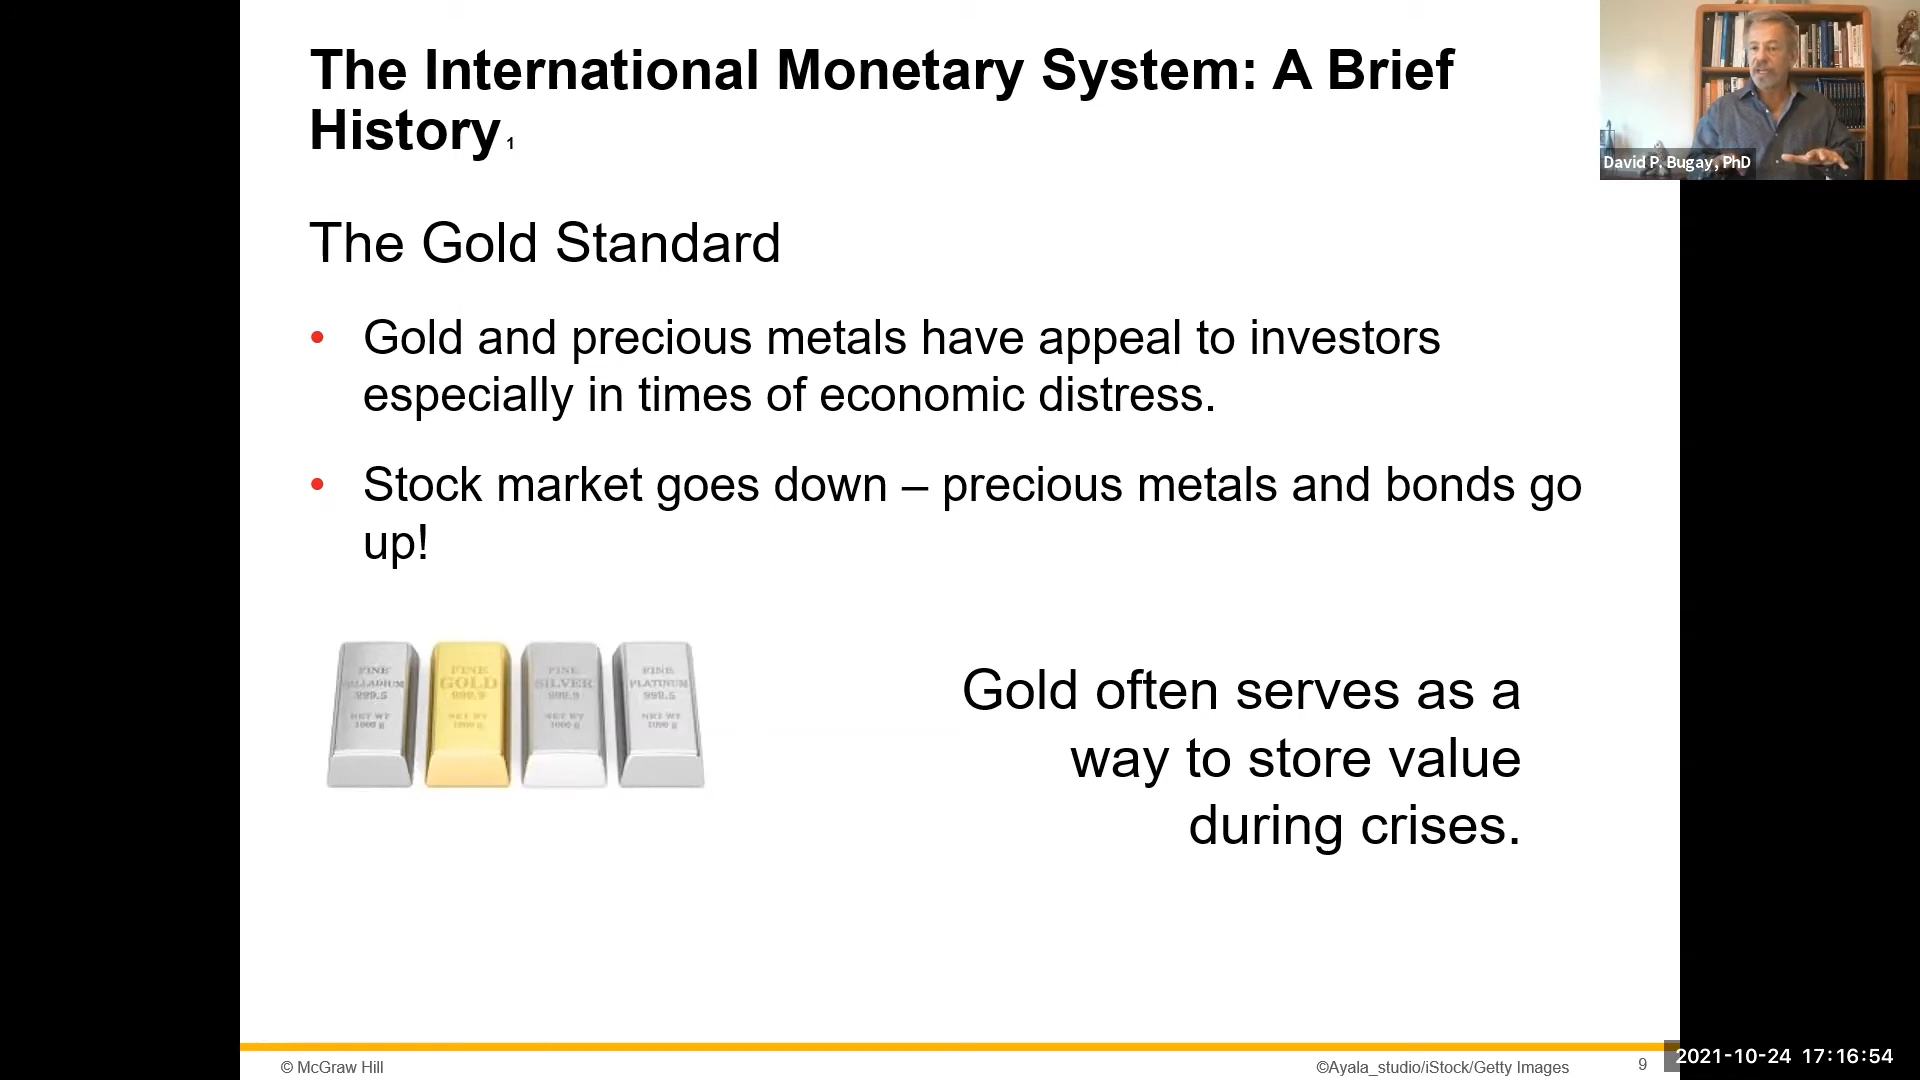 The International Monetary System: A Brief
History 1
David P. Bugay, PhD
The Gold Standard
• Gold and precious metals have appeal to investors
especially in times of economic distress.
• Stock market goes down – precious metals and bonds go
up!
FINE
PALLADIUM
999.5
NET WT
1000 g
FINE
GOLD
999.9
NET WT
1000 g
FINE
SILVER
999.9
NET WT
1000 g
FINE
PLATINUM
999.5
NET WT
1000 g
Gold often serves as a
way to store value
during crises.
© McGraw Hill
©Ayala_studio/iStock/Getty Images
9
2021-10-24 17:16:54